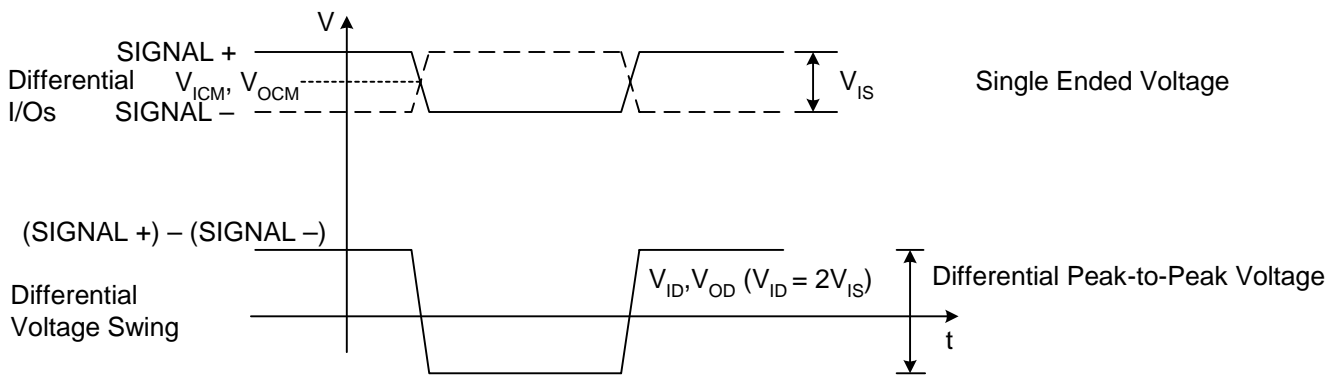 V
SIGNAL +
Differential I/Os
V_ICM, V_OCM
SIGNAL –
V_IS
Single Ended Voltage
(SIGNAL +) – (SIGNAL –)
V_ID,V_OD (V_ID = 2V_IS)
Differential Peak-to-Peak Voltage
Differential
Voltage Swing
t